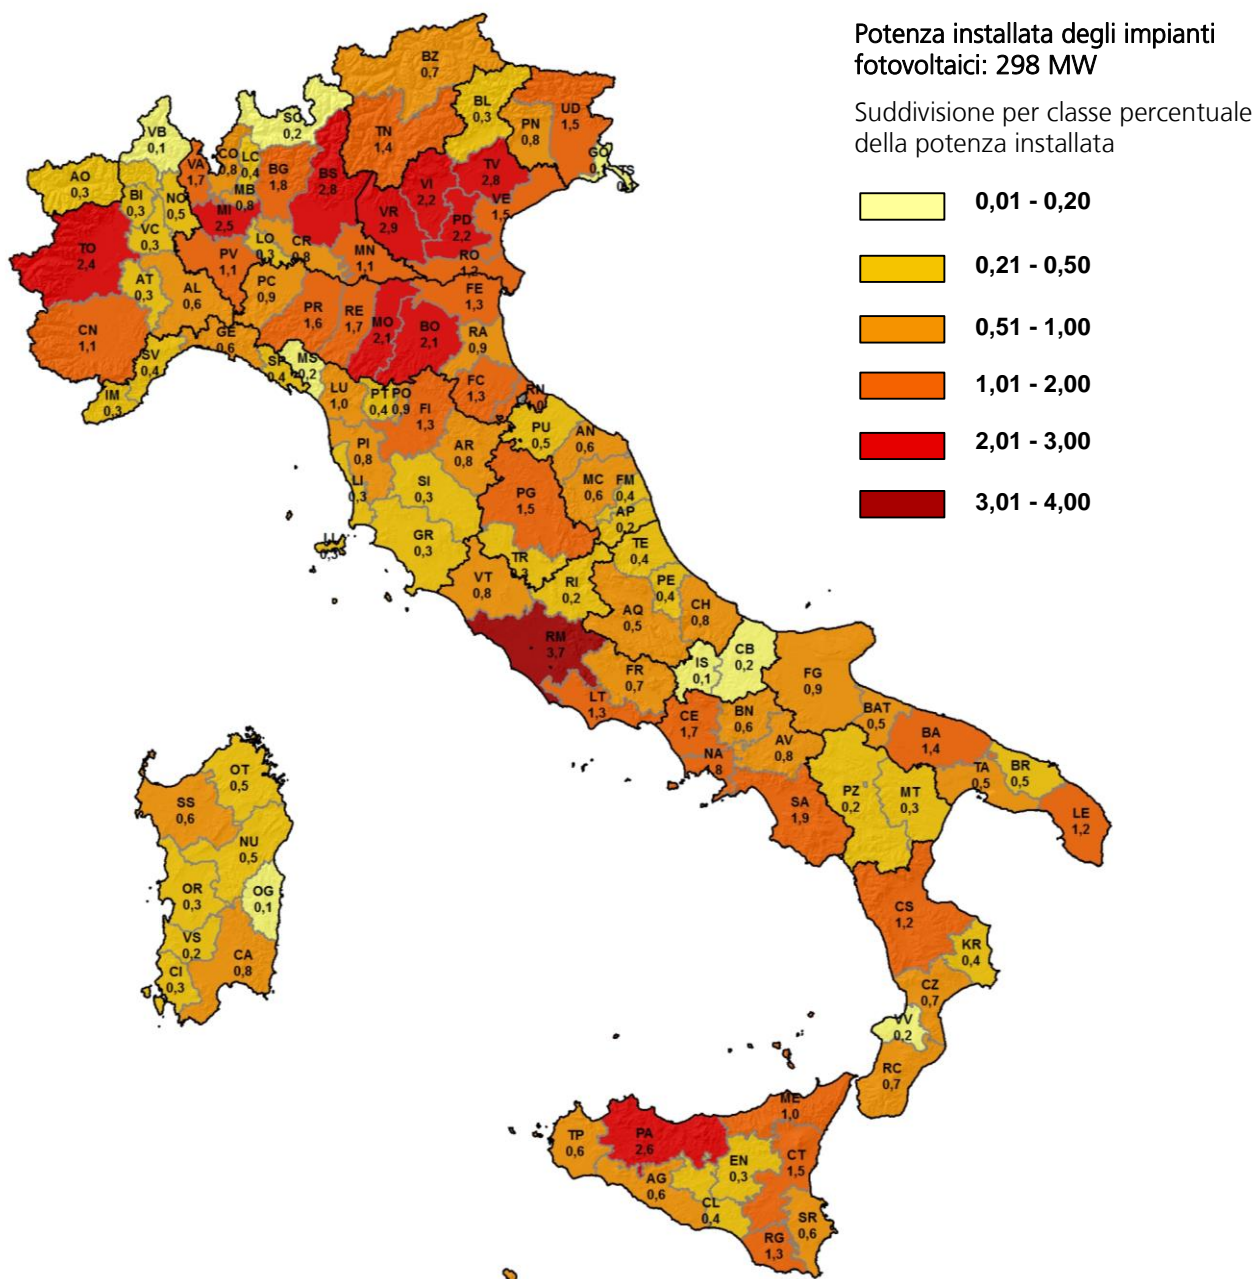 Potenza installata degli impianti
fotovoltaici: 298 MW
Suddivisione per classe percentuale
della potenza installata
0,01 - 0,20
0,21 - 0,50
0,51 - 1,00
1,01 - 2,00
2,01 - 3,00
3,01 - 4,00
BZ
0,7
BL
0,3
UD
1,5
PN
0,8
TN
1,4
SO
0,2
VB
0,1
GO
TS
AO
0,3
VA
1,7
CO
0,8
LC
0,4
BG
1,8
BS
2,8
VI
2,2
TV
2,8
VE
1,5
BI
0,3
NO
0,5
MB
0,8
MI
2,5
VR
2,9
PD
2,2
VC
0,3
TO
2,4
PV
1,1
LO
0,3
CR
0,8
MN
1,1
RO
1,2
AT
0,3
AL
0,6
PC
0,9
PR
1,6
RE
1,7
MO
2,1
BO
2,1
FE
1,3
RA
0,9
CN
1,1
GE
0,6
SV
0,4
SP
0,4
MS
0,2
IM
0,3
LU
1,0
PT
0,4
PO
0,9
FI
1,3
FC
1,3
RN
PU
0,5
AN
0,6
PI
0,8
AR
0,8
LI
0,3
SI
0,3
PG
1,5
MC
0,6
FM
0,4
AP
0,2
GR
0,3
LI
0,3
TE
0,4
TR
0,3
RI
0,2
PE
0,4
VT
0,8
AQ
0,5
CH
0,8
RM
3,7
FR
0,7
LT
1,3
IS
0,1
CB
0,2
FG
0,9
BAT
0,5
BA
1,4
CE
1,7
BN
0,6
AV
0,8
NA
SA
1,9
PZ
0,2
MT
0,3
TA
0,5
BR
0,5
LE
1,2
OT
0,5
SS
0,6
NU
0,5
OR
0,3
OG
0,1
VS
0,2
CA
0,8
CI
0,3
CS
1,2
KR
0,4
CZ
0,7
VV
0,2
RC
0,7
ME
1,0
TP
0,6
PA
2,6
CT
1,5
EN
0,3
AG
0,6
CL
0,4
SR
0,6
RG
1,3